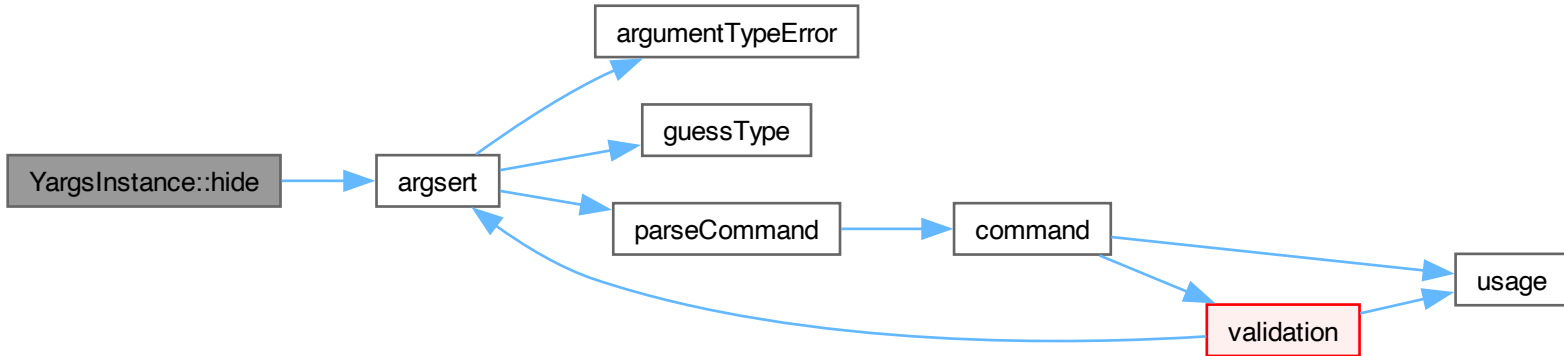 YargsInstance::hide
argsert
argumentTypeError
guessType
parseCommand
command
validation
usage